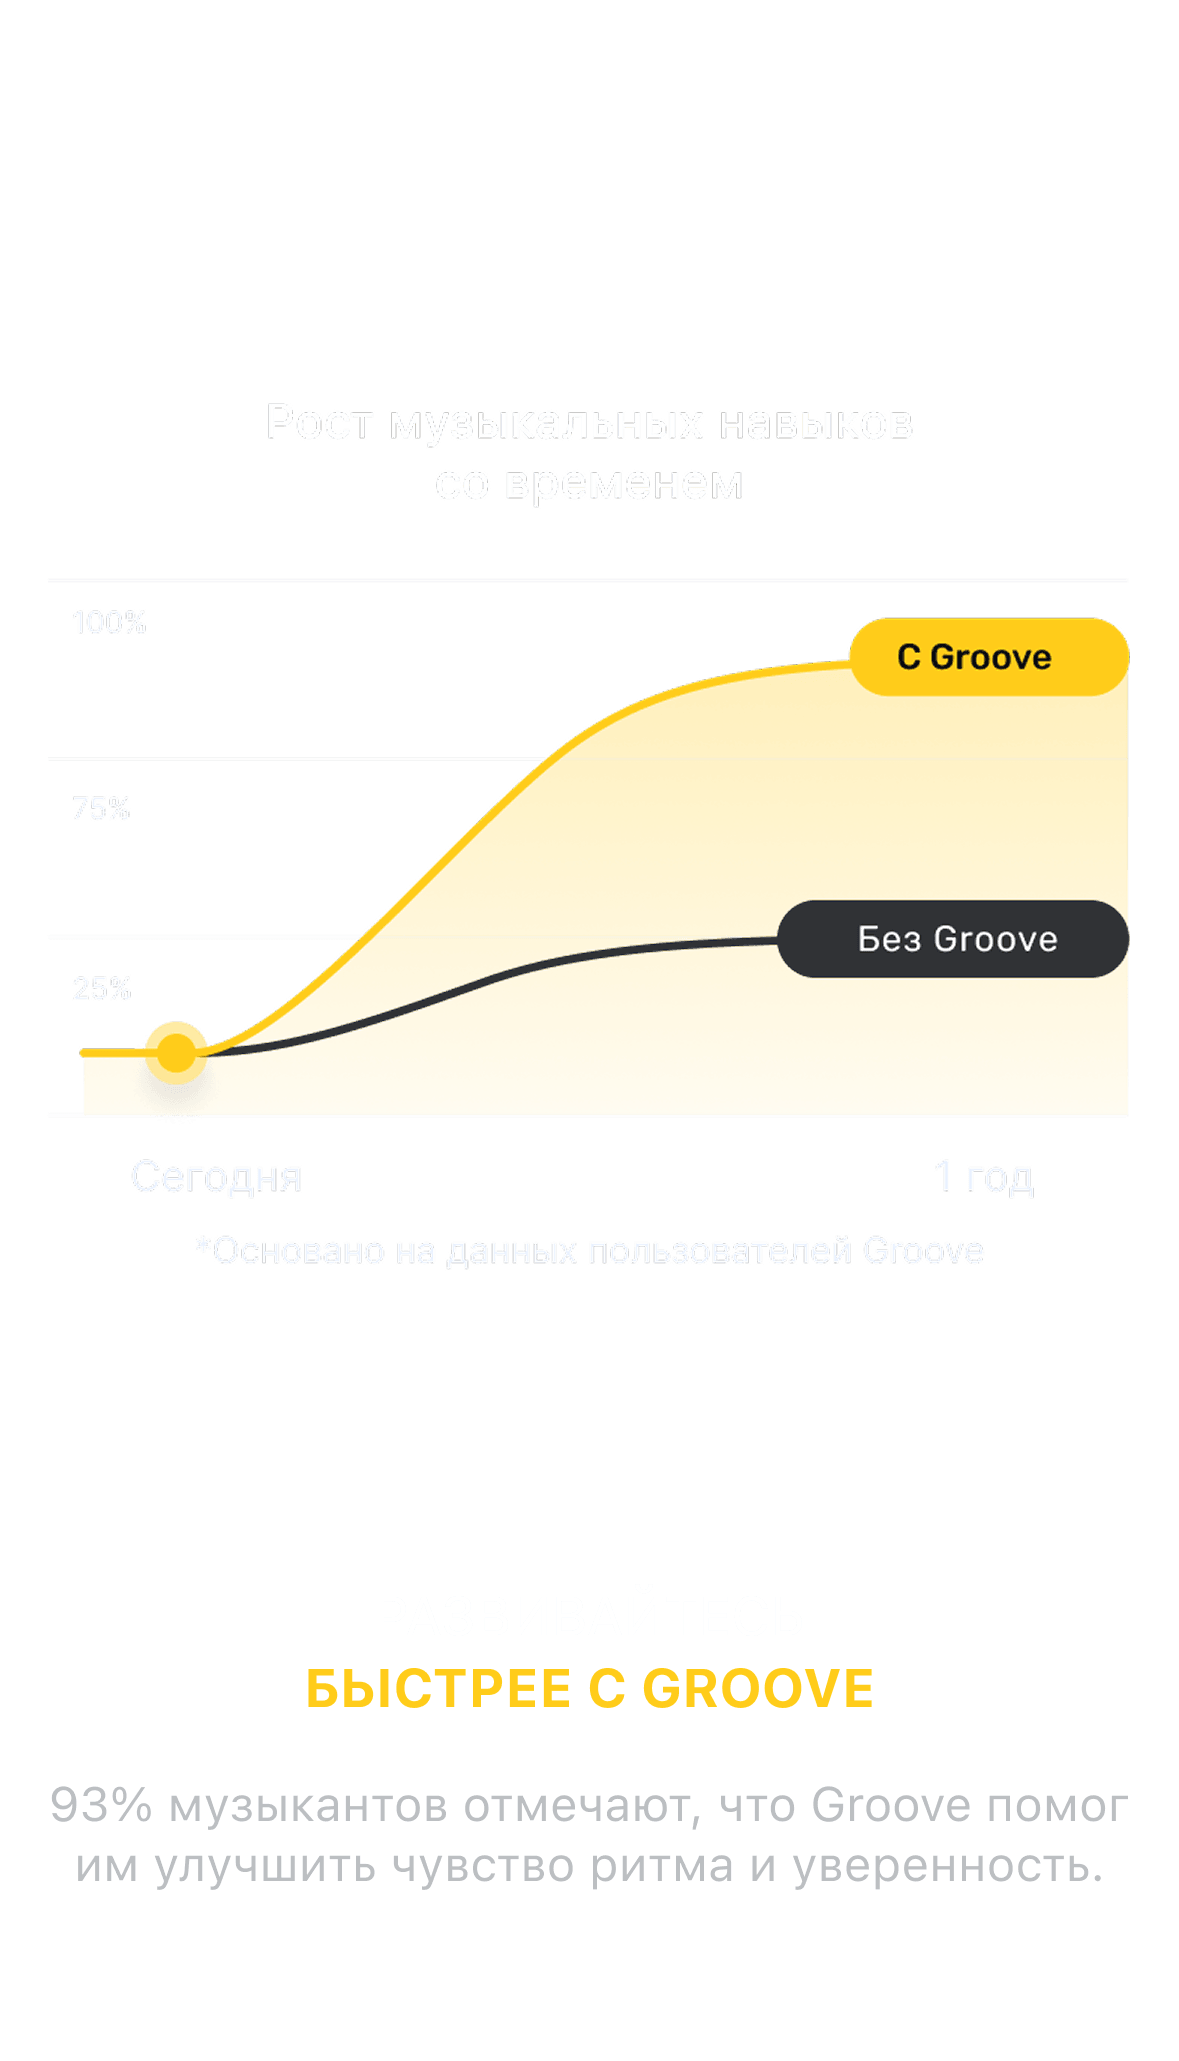 Рост музыкальных навыков
со временем
100%
С Groove
75%
Без Groove
25%
Сегодня
1 год
*Основано на данных пользователей Groove
БЫСТРЕЕ С GROOVE
93% музыкантов отмечают, что Groove помог
им улучшить чувство ритма и уверенность.